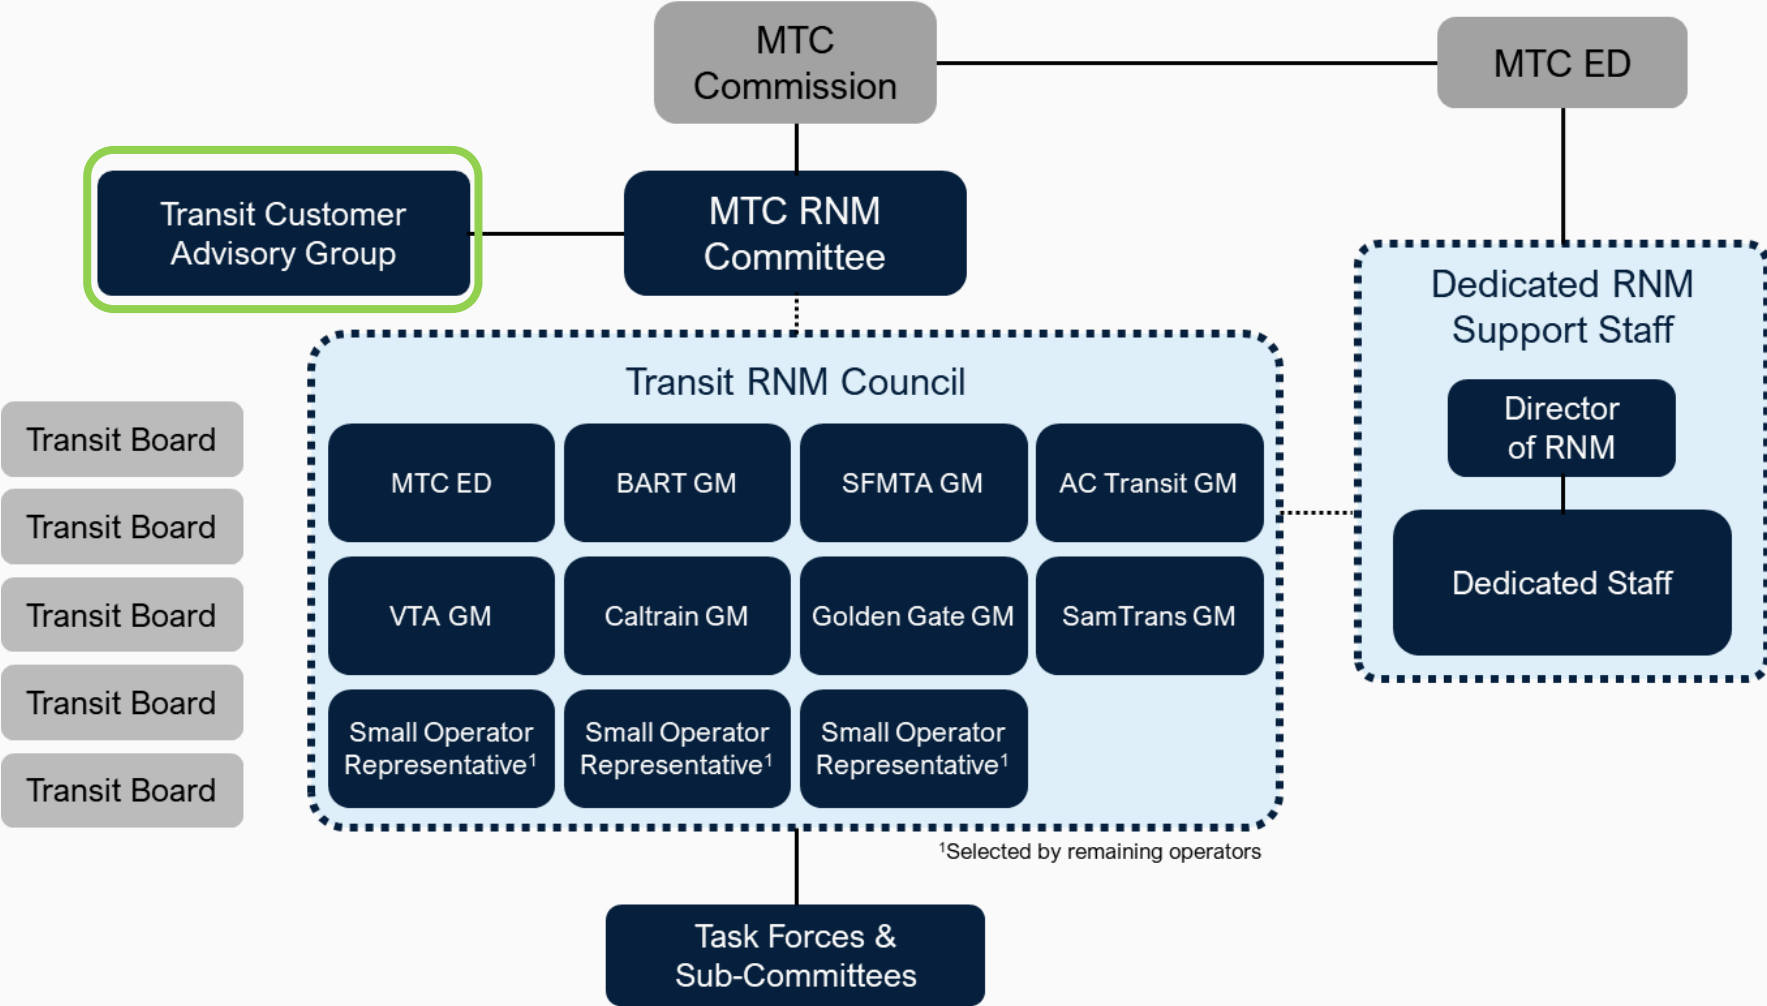 MTC
Commission
MTC ED
Transit Customer
Advisory Group
MTC RNM
Committee
Dedicated RNM
Support Staff
Director
of RNM
Dedicated Staff
Transit RNM Council
MTC ED
BART GM
SFMTA GM
AC Transit GM
VTA GM
Caltrain GM
Golden Gate GM
SamTrans GM
Small Operator
Representative¹
Small Operator
Representative¹
Small Operator
Representative¹
¹Selected by remaining operators
Transit Board
Transit Board
Transit Board
Transit Board
Transit Board
Task Forces &
Sub-Committees